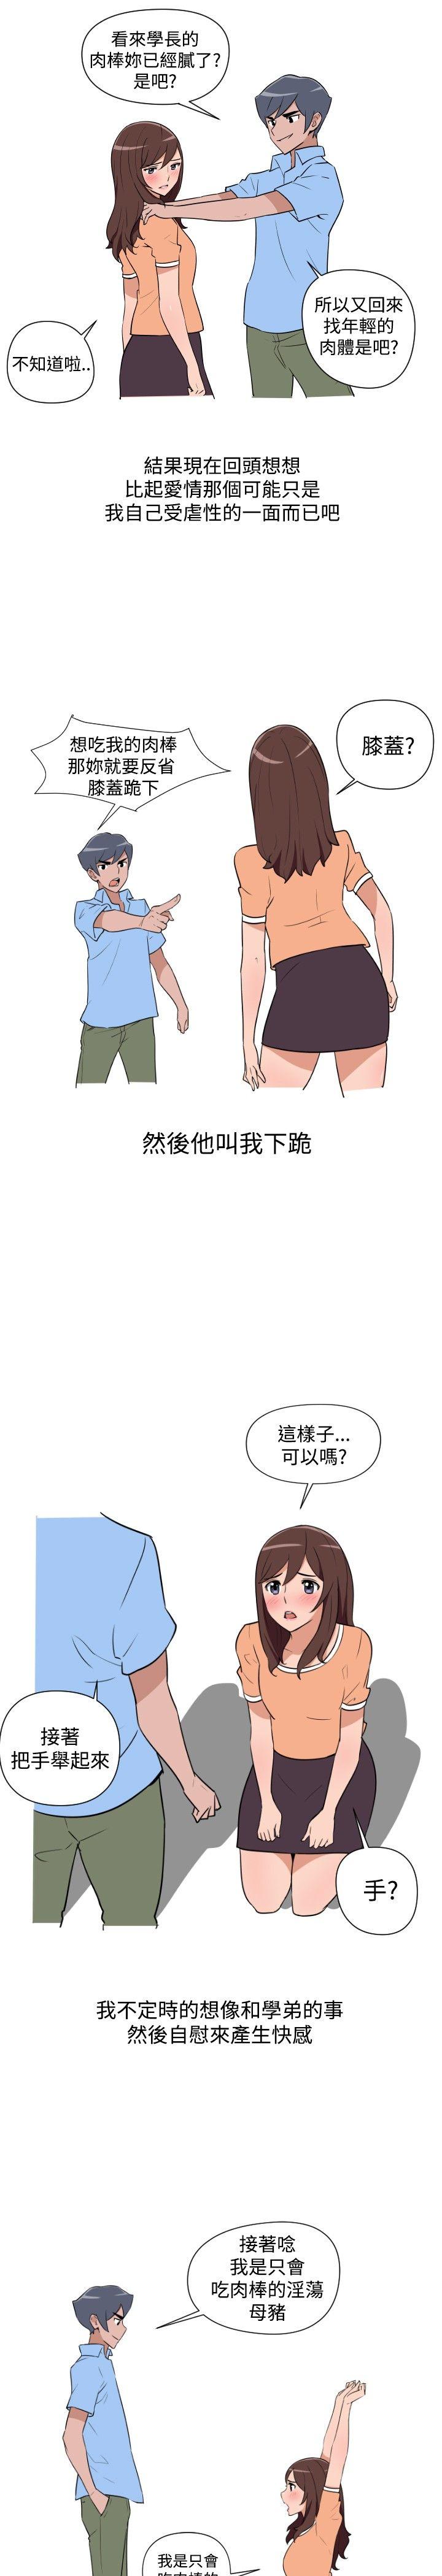 看來學長的
肉棒妳已經膩了?
是吧?
所以又回來
找年輕的
肉體是吧?
不知道啦..
結果現在回頭想想
比起愛情那個可能只是
我自己受虐性的一面而已吧
想吃我的肉棒
那妳就要反省
膝蓋跪下
膝蓋?
然後他叫我下跪
這樣子...
可以嗎?
接著
把手舉起來
手?
我不定時的想像和學弟的事
然後自慰來產生快感
接著唸
我是只會
吃肉棒的淫蕩
母豬
我是只會